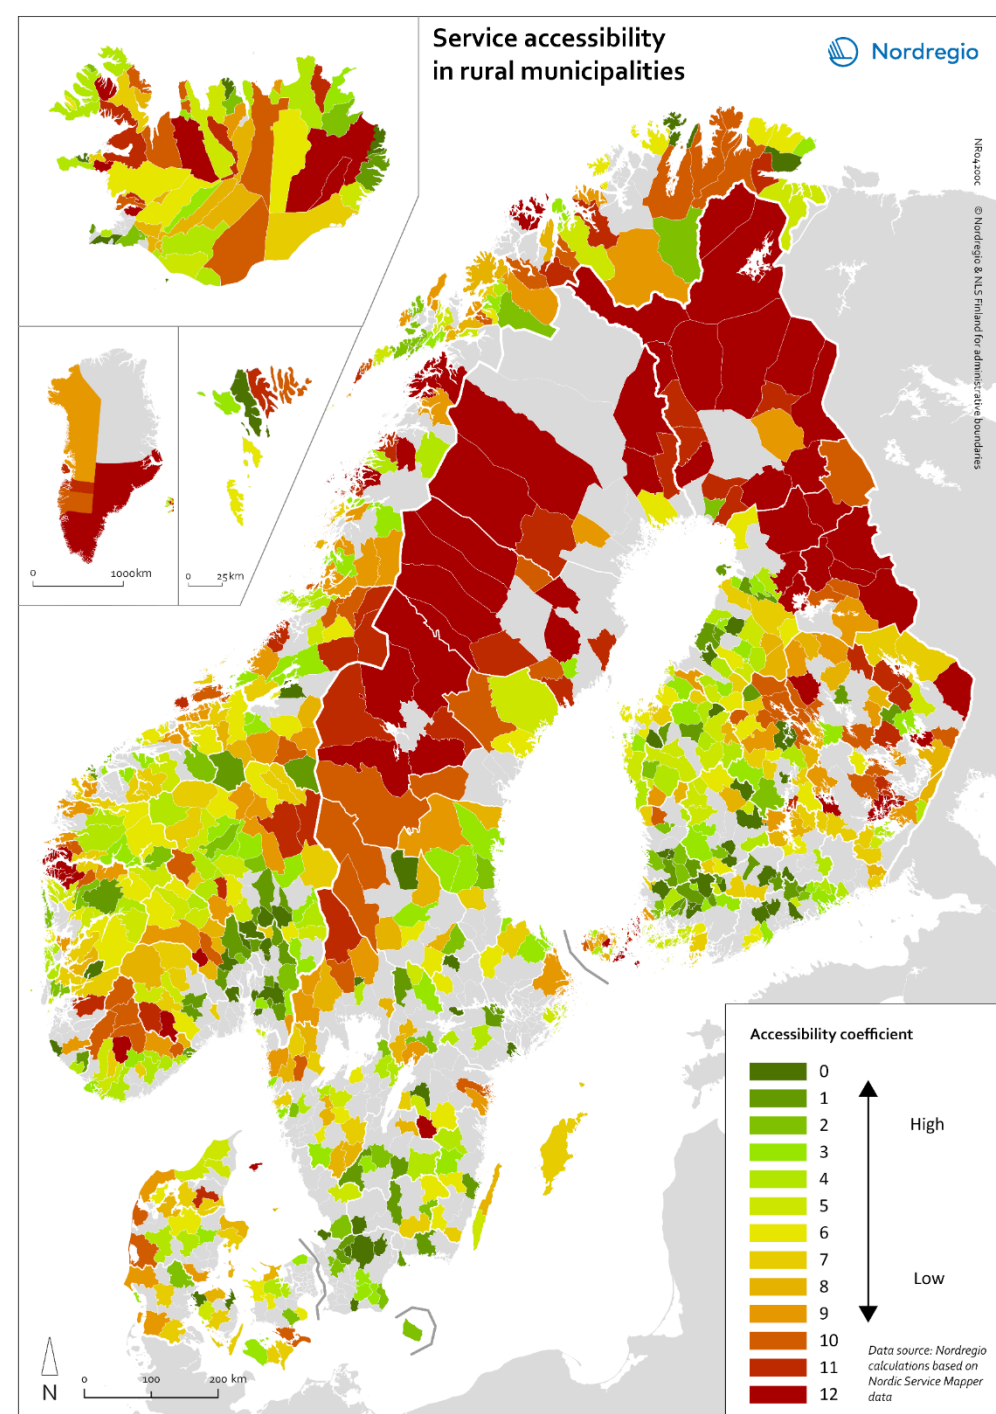 Service accessibility
in rural municipalities
Nordregio
NR04200c © Nordregio & NLS Finland for administrative boundaries
0 1000km
0 25km
Accessibility coefficient
0
1
2 High
3
4
5
6
7
8 Low
9
10
11
12
Data source: Nordregio
calculations based on
Nordic Service Mapper
data
N
0 100 200 km